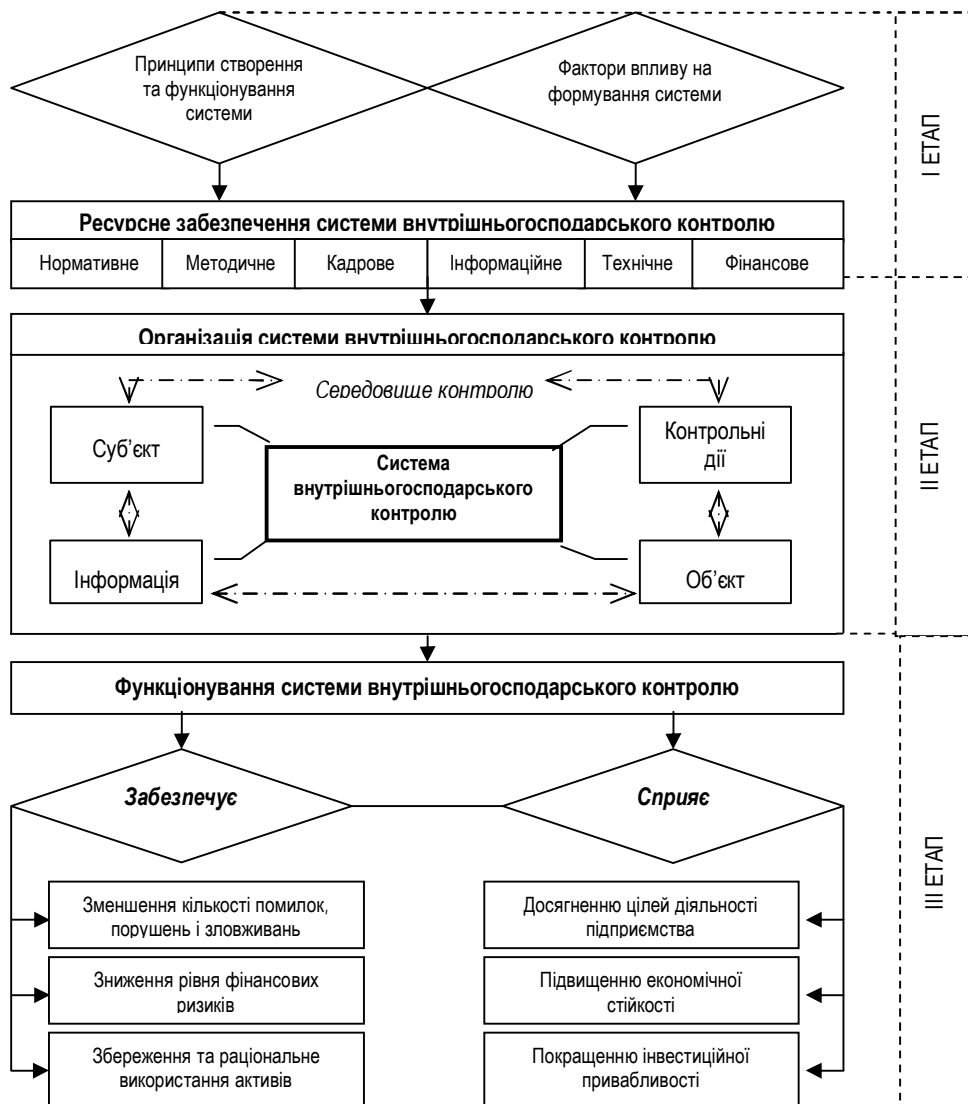 Принципи створення
та функціонування
системи
Фактори впливу на
формування системи
І ЕТАП
Ресурсне забезпечення системи внутрішньогосподарського контролю
Нормативне
Методичне
Кадрове
Інформаційне
Технічне
Фінансове
Організація системи внутрішньогосподарського контролю
Середовище контролю
Суб’єкт
Контрольні
дії
Система
внутрішньогосподарського
контролю
Інформація
Об’єкт
ІІ ЕТАП
Функціонування системи внутрішньогосподарського контролю
Забезпечує
Сприяє
Зменшення кількості помилок,
порушень і зловживань
Досягненню цілей діяльності
підприємства
Зниження рівня фінансових
ризиків
Підвищенню економічної
стійкості
Збереження та раціональне
використання активів
Покращенню інвестиційної
привабливості
ІІІ ЕТАП